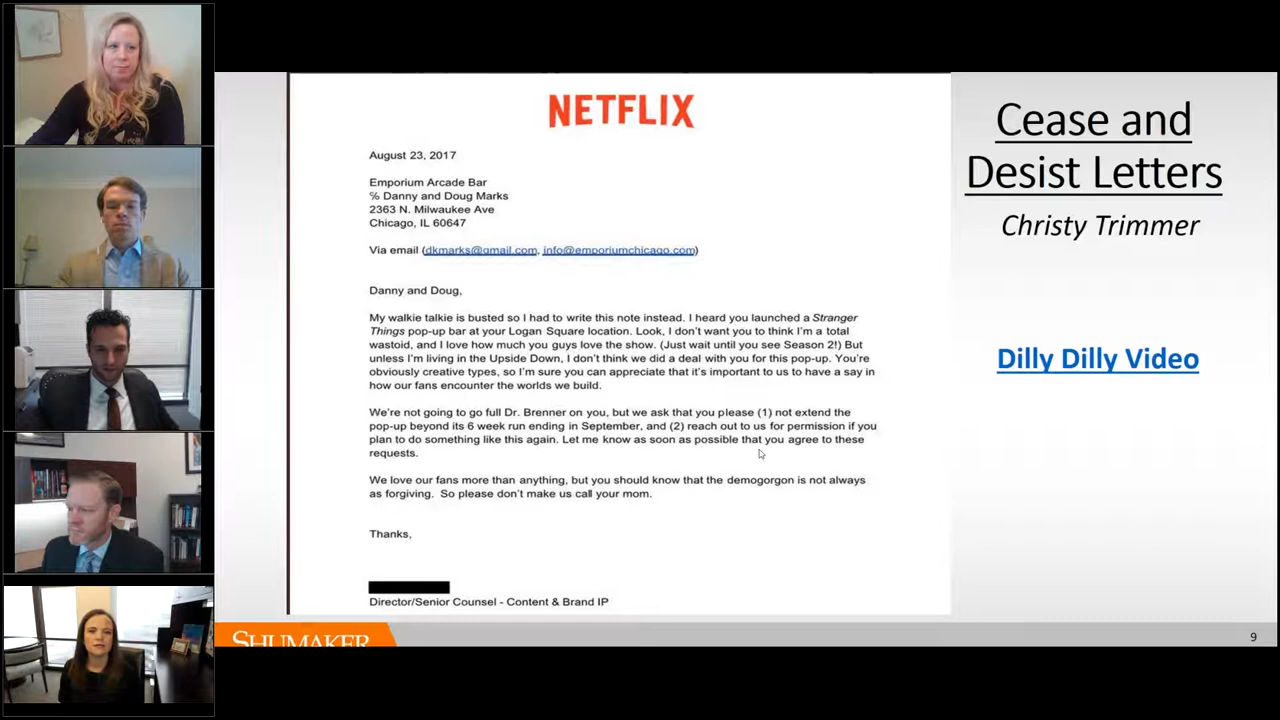 NETFLIX
August 23, 2017
Emporium Arcade Bar
℅ Danny and Doug Marks
2363 N. Milwaukee Ave
Chicago, IL 60647
Via email (dkmarks@gmail.com, info@emporiumchicago.com)
Danny and Doug,
My walkie talkie is busted so I had to write this note instead. I heard you launched a Stranger
Things pop-up bar at your Logan Square location. Look, I don't want you to think I'm a total
wastoid, and I love how much you guys love the show. (Just wait until you see Season 2!) But
unless I'm living in the Upside Down, I don't think we did a deal with you for this pop-up. You're
obviously creative types, so I'm sure you can appreciate that it's important to us to have a say in
how our fans encounter the worlds we build.
We're not going to go full Dr. Brenner on you, but we ask that you please (1) not extend the
pop-up beyond its 6 week run ending in September, and (2) reach out to us for permission if you
plan to do something like this again. Let me know as soon as possible that you agree to these
requests.
We love our fans more than anything, but you should know that the demogorgon is not always
as forgiving.  So please don't make us call your mom.
Thanks,
Director/Senior Counsel - Content & Brand IP
Cease and
Desist Letters
Christy Trimmer
Dilly Dilly Video
SHUMAKER
9